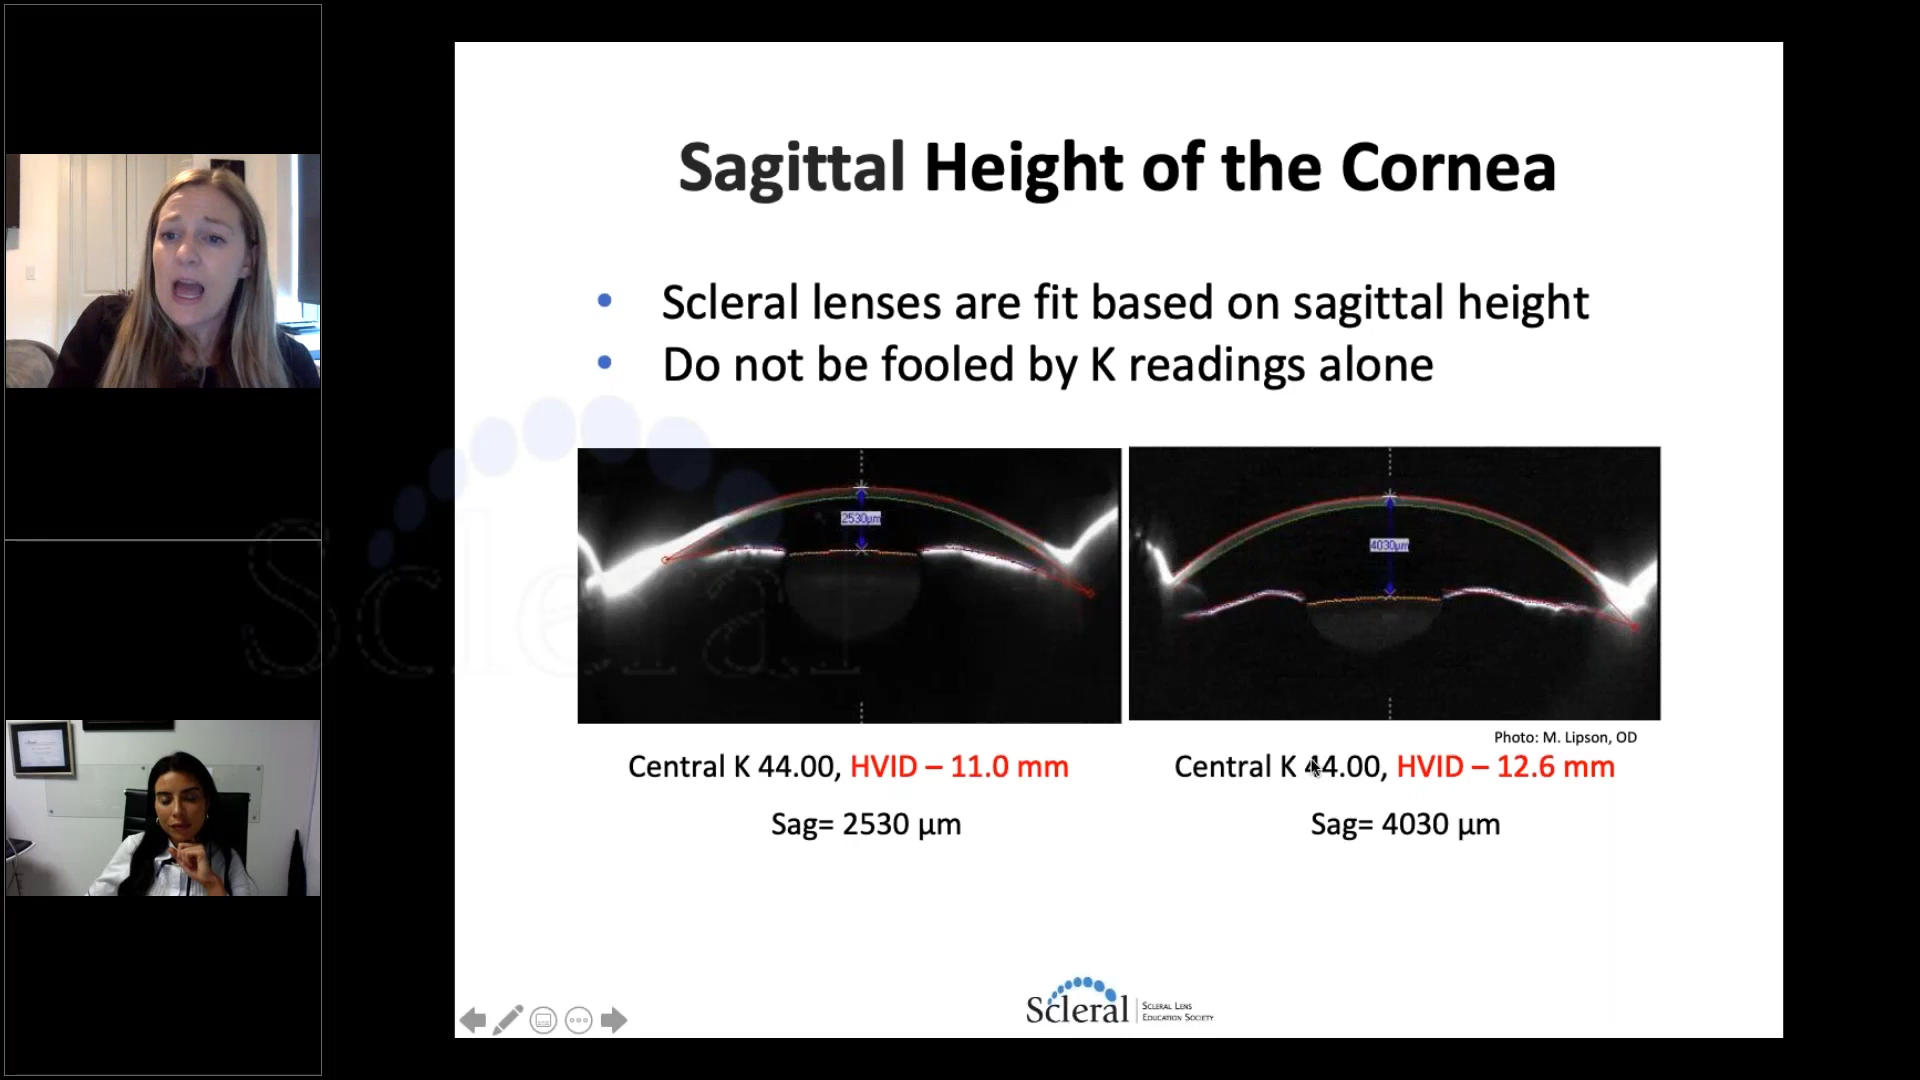 Sagittal Height of the Cornea
• Scleral lenses are fit based on sagittal height
• Do not be fooled by K readings alone
2530µm
4030µm
Photo: M. Lipson, OD
Central K 44.00, HVID – 11.0 mm
Sag= 2530 µm
Central K 44.00, HVID – 12.6 mm
Sag= 4030 µm
Scleral
Scleral
SCLERAL LENS
EDUCATION SOCIETY